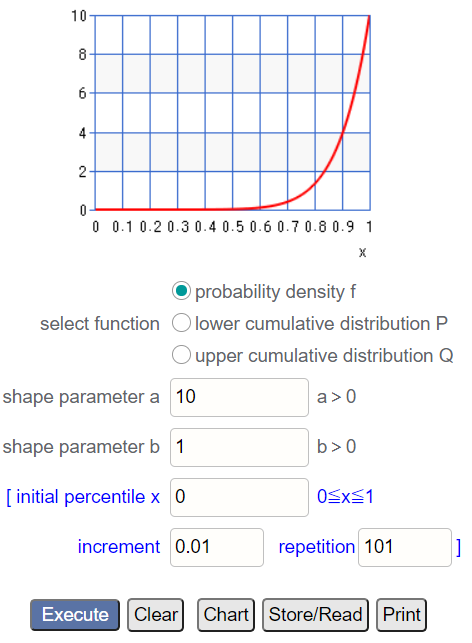 10
8
6
4
2
0
0 0.1 0.2 0.3 0.4 0.5 0.6 0.7 0.8 0.9 1
x
probability density f
select function lower cumulative distribution P
upper cumulative distribution Q
shape parameter a 10 a > 0
shape parameter b 1 b > 0
[ initial percentile x 0 0≦x≦1
increment 0.01 repetition 101 ]
Execute Clear Chart Store/Read Print